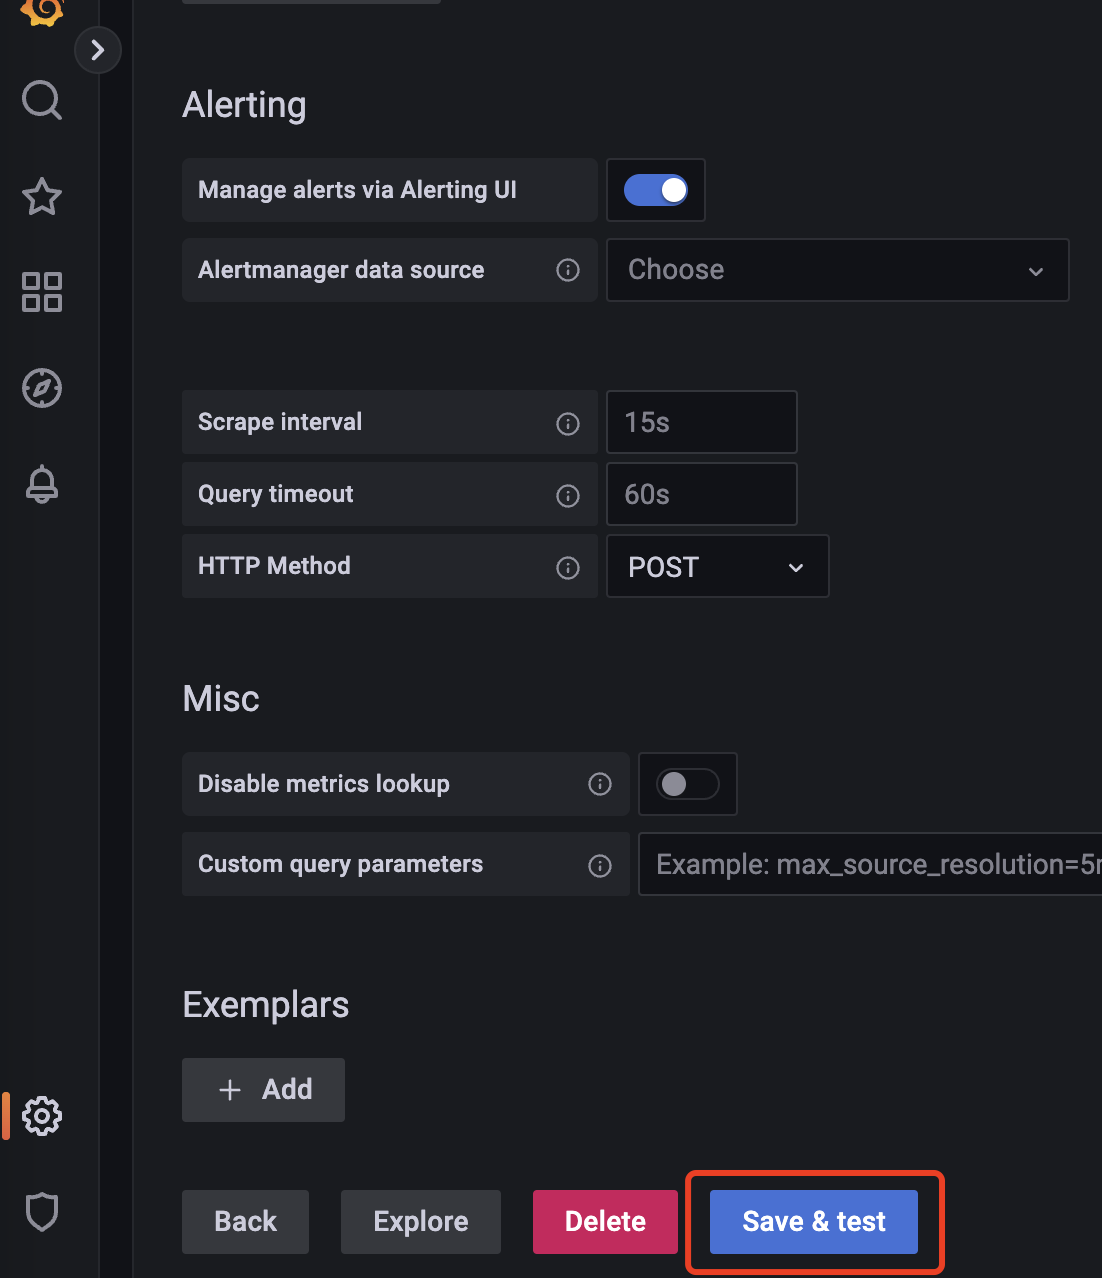 Alerting
Manage alerts via Alerting UI
Alertmanager data source
Choose
Scrape interval
15s
Query timeout
60s
HTTP Method
POST
Misc
Disable metrics lookup
Custom query parameters
Example: max_source_resolution=5
Exemplars
Add
Back
Explore
Delete
Save & test